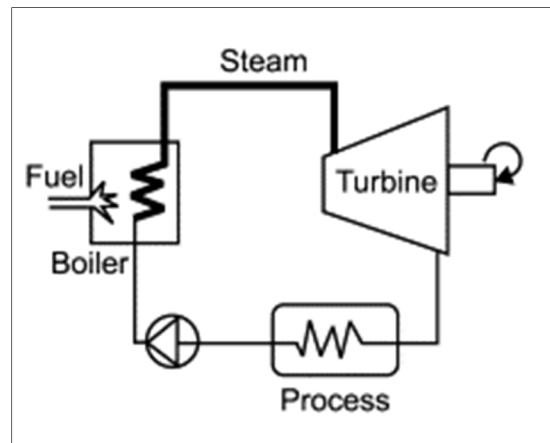 Steam
Fuel
Turbine
Boiler
Process